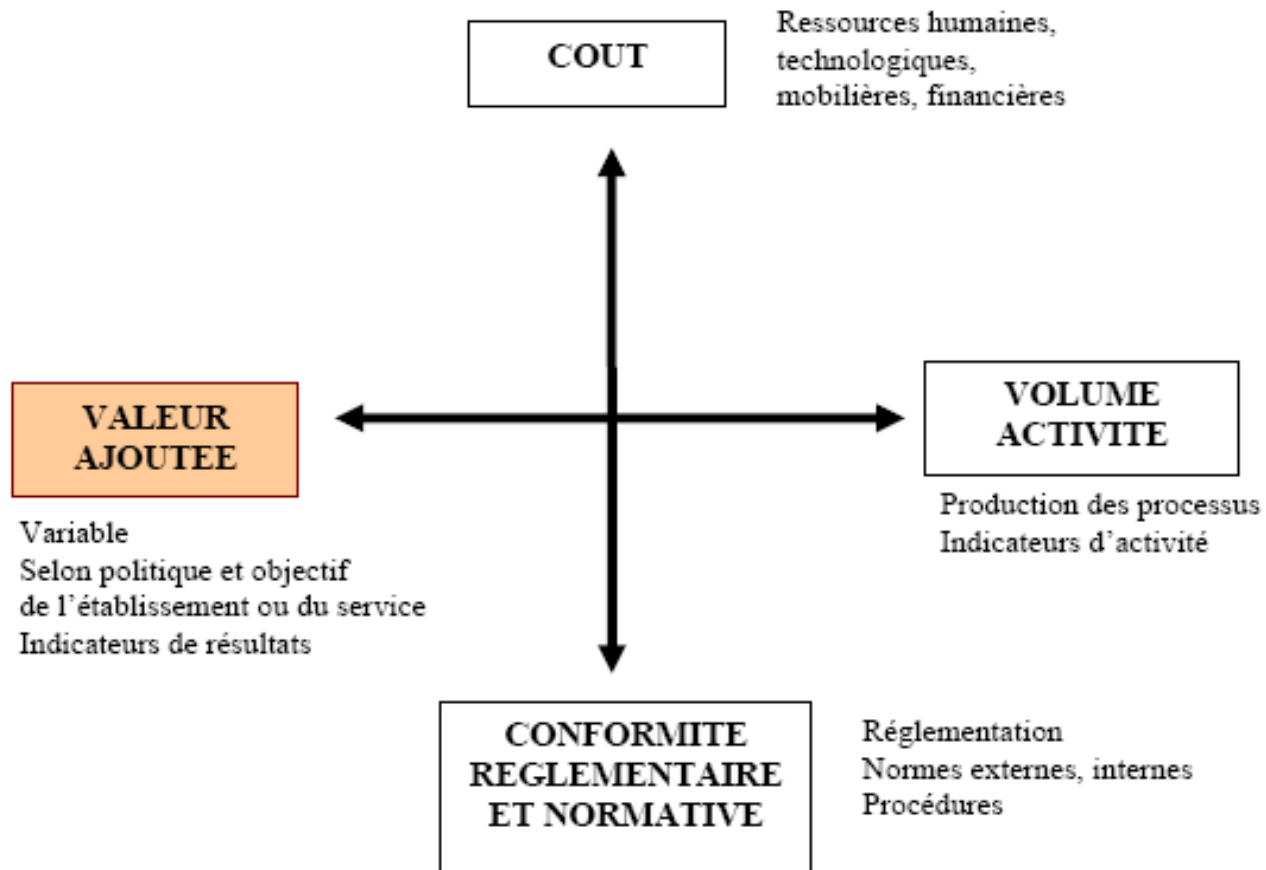 COUT
Ressources humaines,
technologiques,
mobilières, financières
VALEUR
AJOUTEE
Variable
Selon politique et objectif
de l’établissement ou du service
Indicateurs de résultats
VOLUME
ACTIVITE
Production des processus
Indicateurs d’activité
CONFORMITE
REGLEMENTAIRE
ET NORMATIVE
Réglementation
Normes externes, internes
Procédures